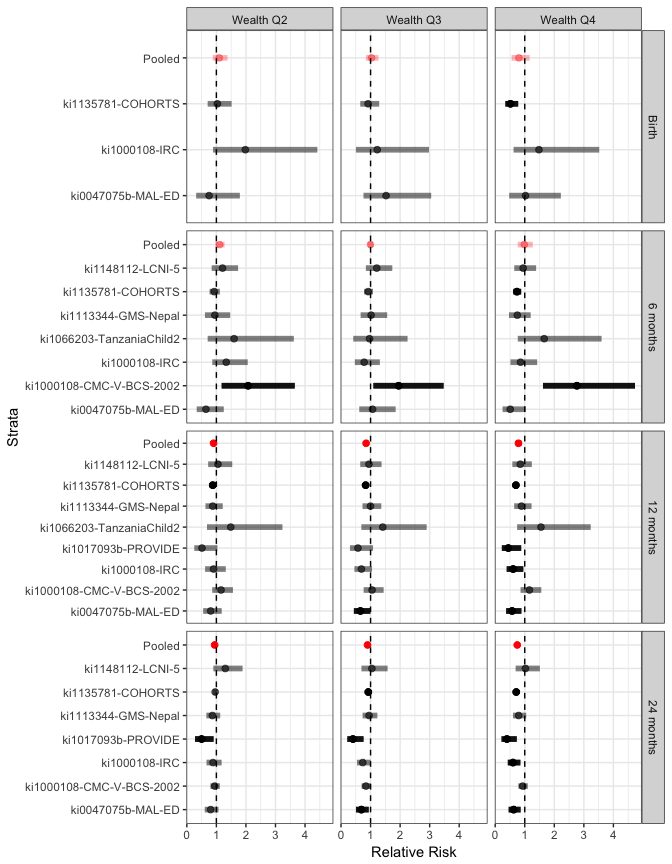 Wealth Q2 Wealth Q3 Wealth Q4
Pooled
ki1135781-COHORTS
ki1000108-IRC
ki0047075b-MAL-ED
Birth
Pooled
ki1148112-LCNI-5
ki1135781-COHORTS
ki1113344-GMS-Nepal
ki1066203-TanzaniaChild2
ki1000108-IRC
ki1000108-CMC-V-BCS-2002
ki0047075b-MAL-ED
6 months
Strata
Pooled
ki1148112-LCNI-5
ki1135781-COHORTS
ki1113344-GMS-Nepal
ki1066203-TanzaniaChild2
ki1017093b-PROVIDE
ki1000108-IRC
ki1000108-CMC-V-BCS-2002
ki0047075b-MAL-ED
12 months
Pooled
ki1148112-LCNI-5
ki1135781-COHORTS
ki1113344-GMS-Nepal
ki1017093b-PROVIDE
ki1000108-IRC
ki1000108-CMC-V-BCS-2002
ki0047075b-MAL-ED
24 months
0 1 2 3 4 0 1 2 3 4 0 1 2 3 4
Relative Risk